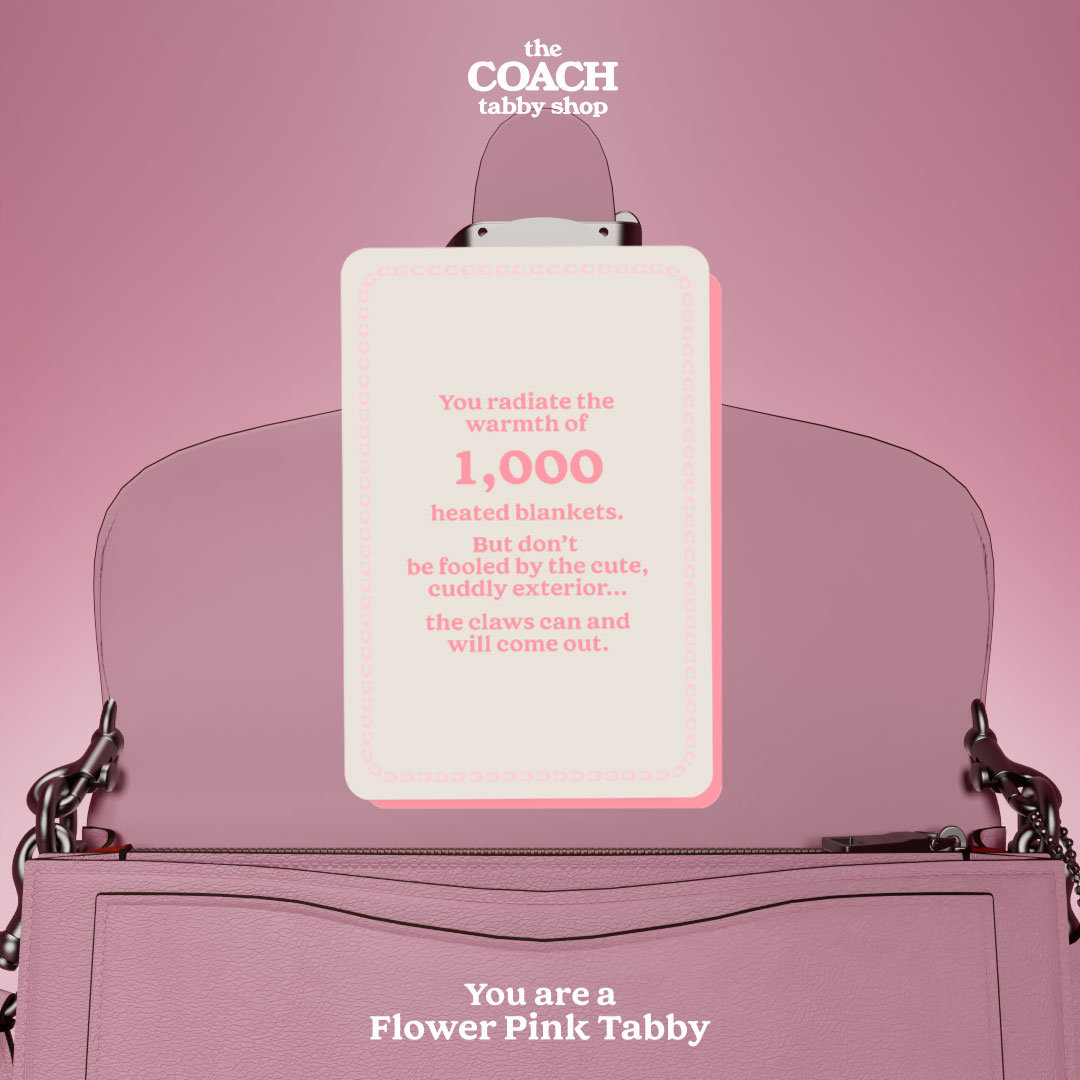 the
COACH
tabby shop
You radiate the
warmth of
1,000
heated blankets.
But don’t
be fooled by the cute,
cuddly exterior...
the claws can and
will come out.
You are a
Flower Pink Tabby